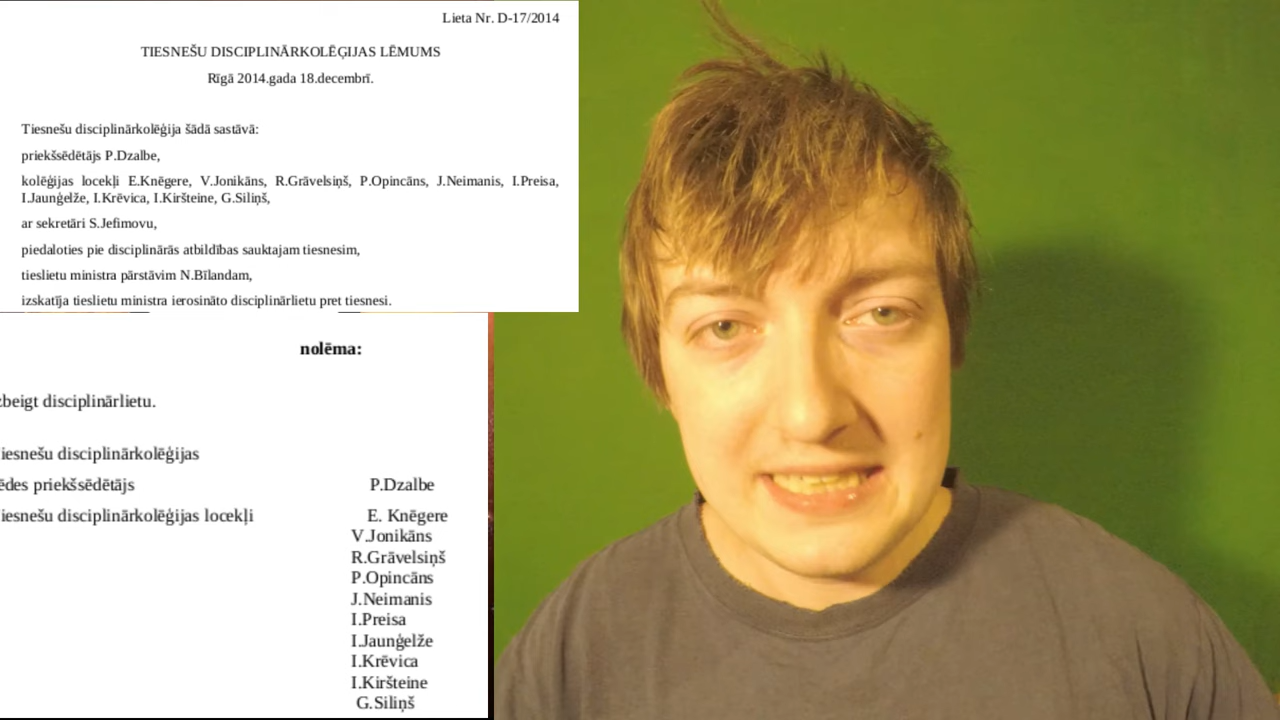 Lieta Nr. D-17/2014
TIESNEŠU DISCIPLINĀRKOLĒĢIJAS LĒMUMS
Rīgā 2014.gada 18.decembrī.
Tiesnešu disciplinārkolēģija šādā sastāvā:
priekšsēdētājs P.Dzalbe,
kolēģijas locekļi E.Knēgere, V.Jonikāns, R.Grāvelsiņš, P.Opincāns, J.Neimanis, I.Preisa,
I.Jaunģelže, I.Krēvica, I.Kiršteine, G.Siliņš,
ar sekretāri S.Jefimovu,
piedaloties pie disciplinārās atbildības sauktajam tiesnesim,
tieslietu ministra pārstāvim N.Bīlandam,
izskatīja tieslietu ministra ierosināto disciplinārlietu pret tiesnesi.
nolēma:
zbeigt disciplinārlietu.
iesnešu disciplinārkolēģijas
ēdes priekšsēdētājs P.Dzalbe
iesnešu disciplinārkolēģijas locekļi E. Knēgere
V.Jonikāns
R.Grāvelsiņš
P.Opincāns
J.Neimanis
I.Preisa
I.Jaunģelže
I.Krēvica
I.Kiršteine
G.Siliņš